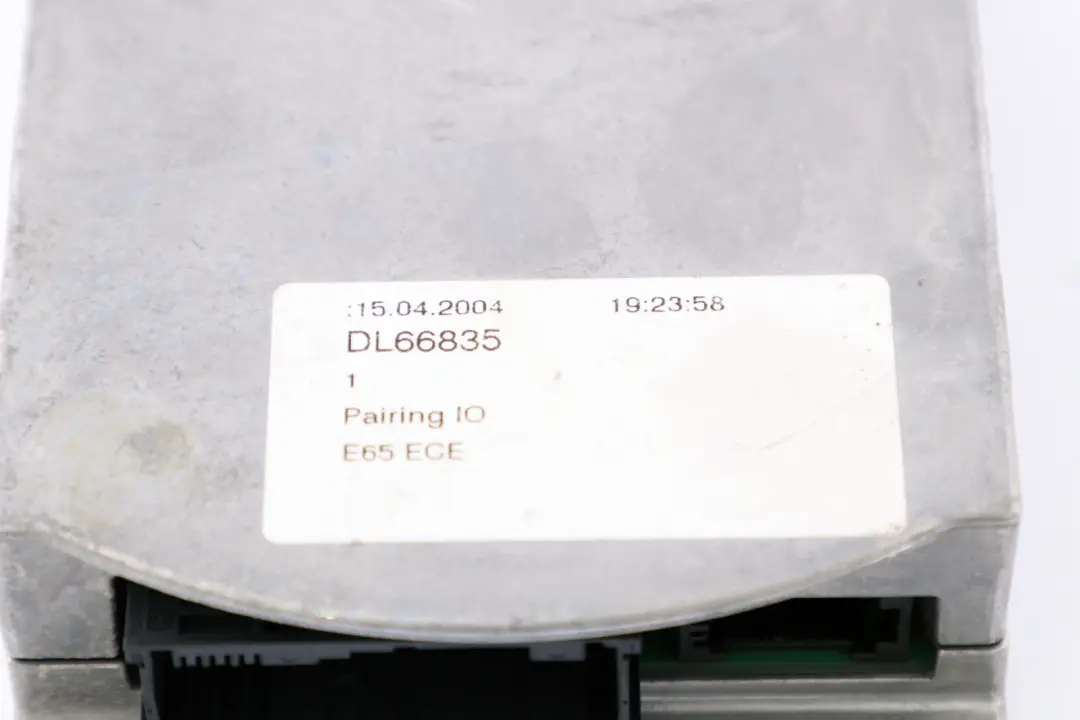 :15.04.2004 19:23:58
DL66835
1
Pairing IO
E65 ECE